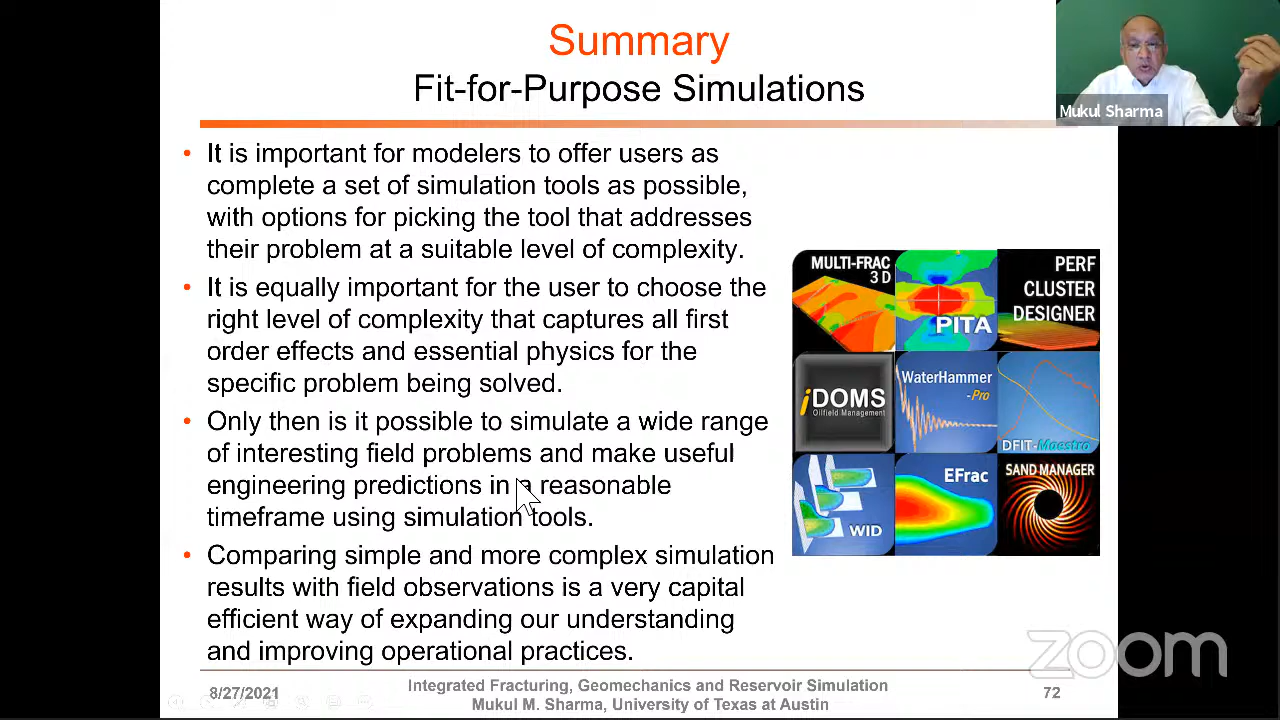 Summary
Fit-for-Purpose Simulations
Mukul Sharma
• It is important for modelers to offer users as
complete a set of simulation tools as possible,
with options for picking the tool that addresses
their problem at a suitable level of complexity.
• It is equally important for the user to choose the
right level of complexity that captures all first
order effects and essential physics for the
specific problem being solved.
• Only then is it possible to simulate a wide range
of interesting field problems and make useful
engineering predictions in a reasonable
timeframe using simulation tools.
• Comparing simple and more complex simulation
results with field observations is a very capital
efficient way of expanding our understanding
and improving operational practices.
MULTI-FRAC
3D
PITA
PERF
CLUSTER
DESIGNER
iDOMS
Oilfield Management
WaterHammer
-Pro
DFIT-Maestro
WID
EFrac
SAND MANAGER
zoom
8/27/2021
Integrated Fracturing, Geomechanics and Reservoir Simulation
Mukul M. Sharma, University of Texas at Austin
72